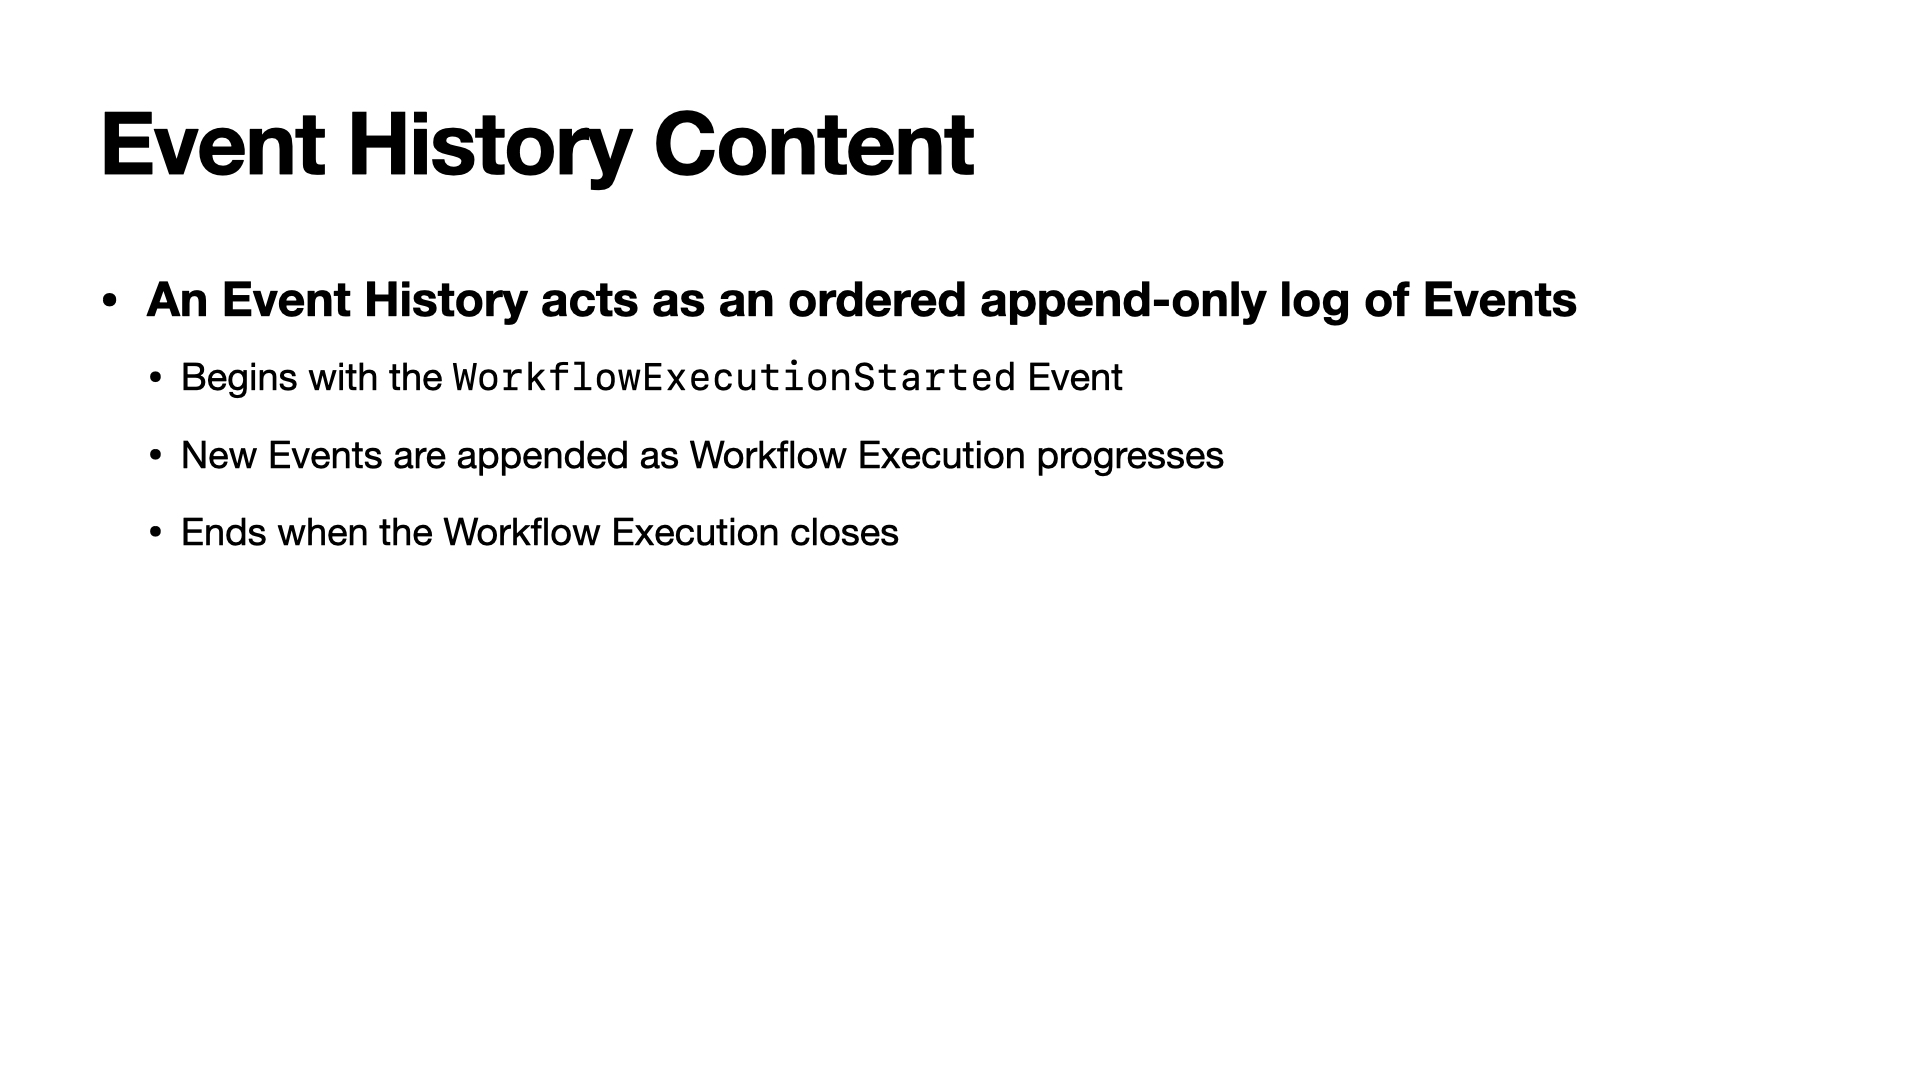 Event History Content
• An Event History acts as an ordered append-only log of Events
• Begins with the WorkflowExecutionStarted Event
• New Events are appended as Workflow Execution progresses
• Ends when the Workflow Execution closes